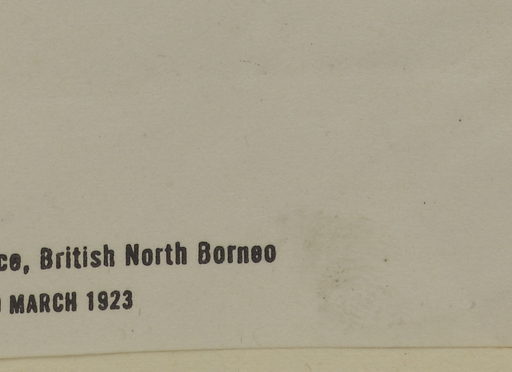 ce, British North Borneo
MARCH 1923